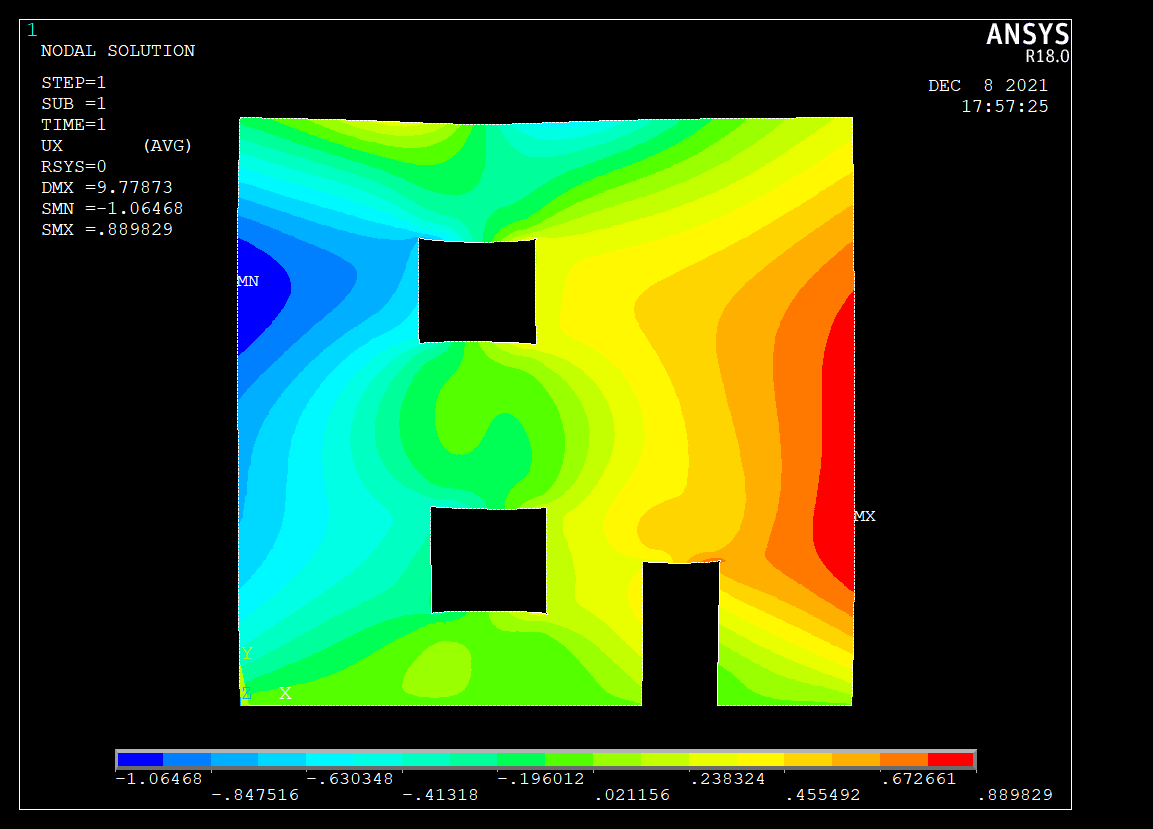 1
NODAL SOLUTION
STEP=1
SUB =1
TIME=1
UX (AVG)
RSYS=0
DMX =9.77873
SMN =-1.06468
SMX =.889829
ANSYS
R18.0
DEC 8 2021
17:57:25
MN
MX
Y
Z X
-1.06468 -.630348 -.196012 .238324 .672661
-.847516 -.41318 .021156 .455492 .889829